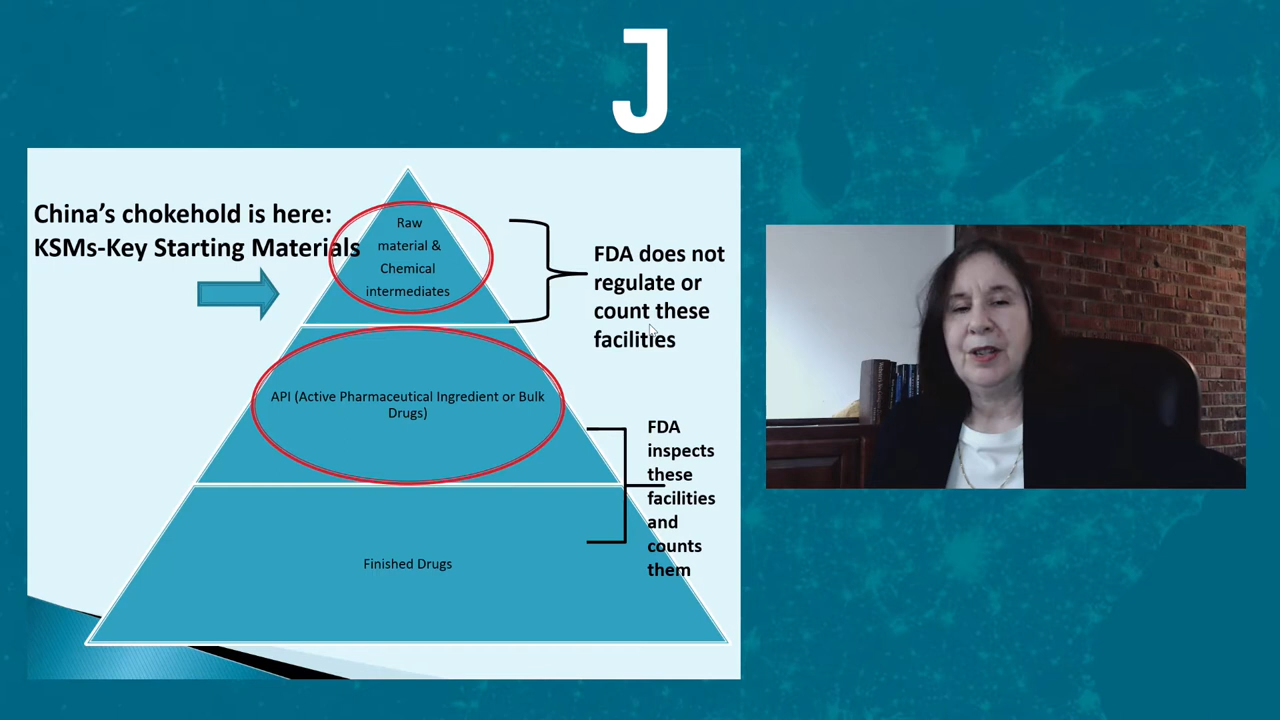 J
China's chokehold is here:
KSMs-Key Starting Materials
Raw
material &
Chemical
intermediates
FDA does not
regulate or
count these
facilities
API (Active Pharmaceutical Ingredient or Bulk
Drugs)
FDA
inspects
these
facilities
and
counts
them
Finished Drugs